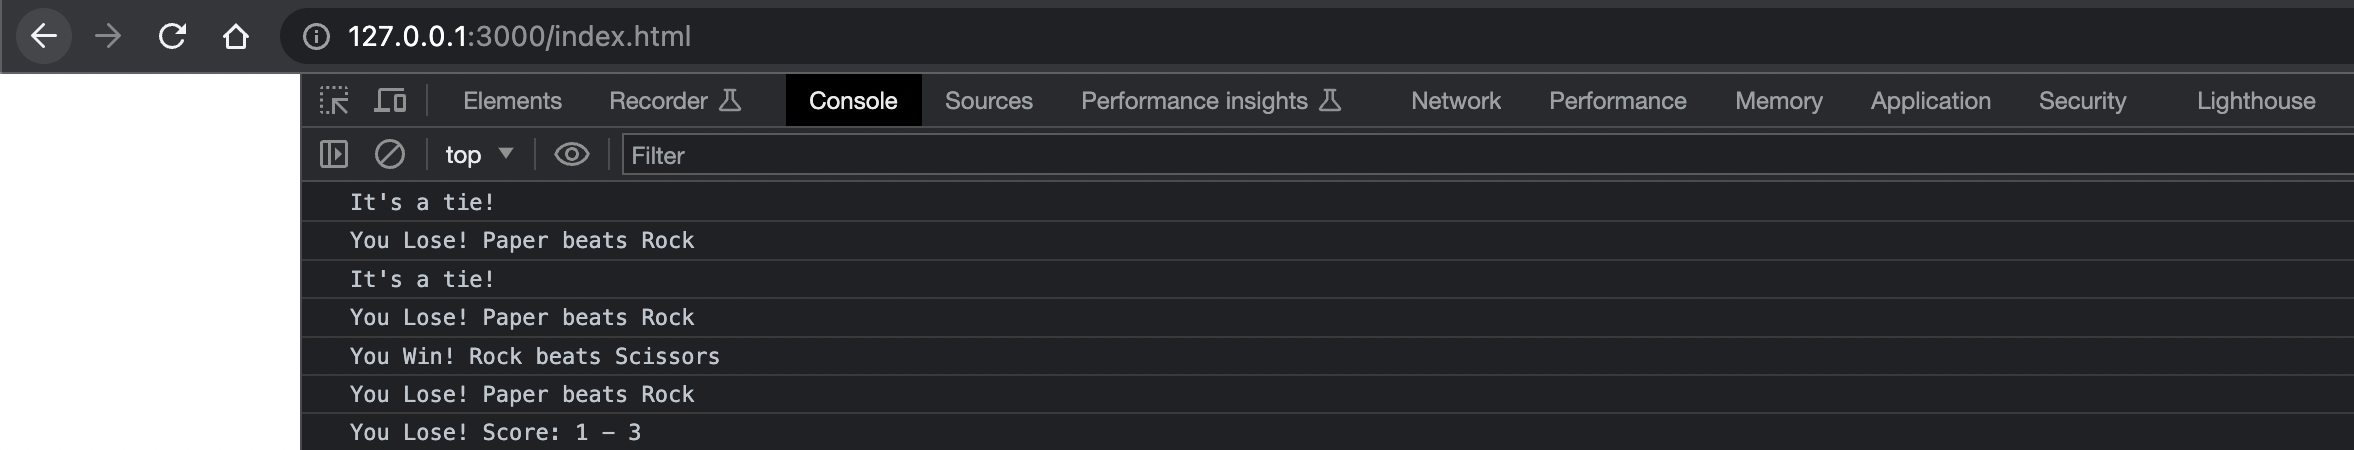 127.0.0.1:3000/index.html
Elements Recorder Console Sources Performance insights Network Performance Memory Application Security Lighthouse
top Filter
It's a tie!
You Lose! Paper beats Rock
It's a tie!
You Lose! Paper beats Rock
You Win! Rock beats Scissors
You Lose! Paper beats Rock
You Lose! Score: 1 - 3